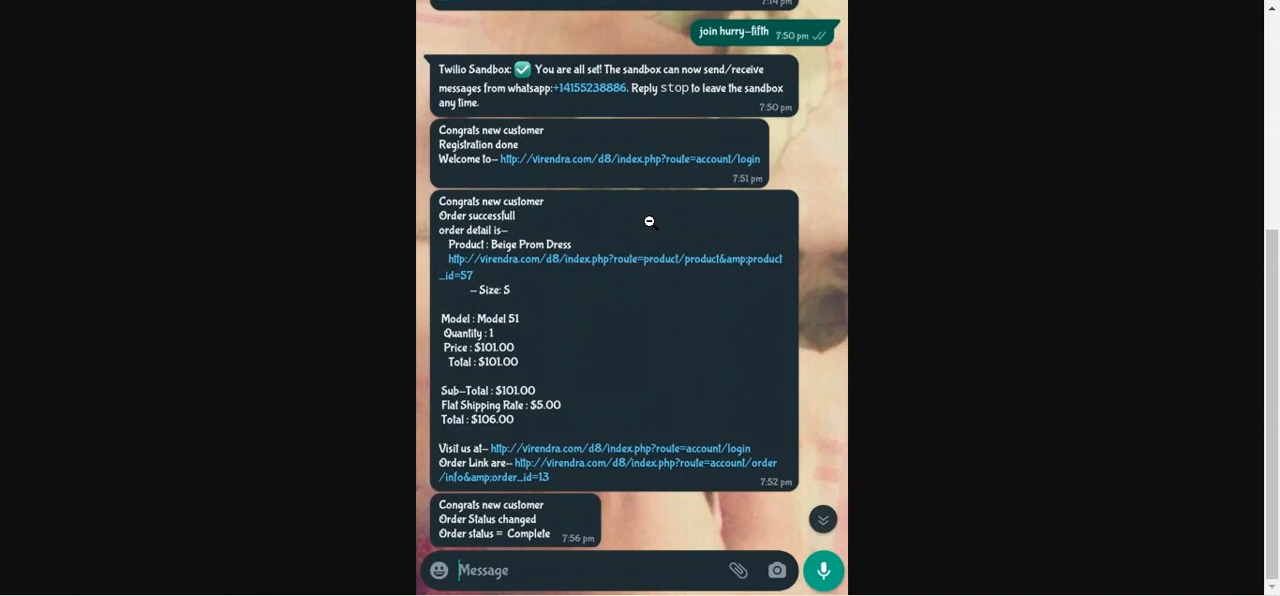 7:14 pm
join hurry-fifth 7:50 pm
Twilio Sandbox: ✅ You are all set! The sandbox can now send/receive
messages from whatsapp:+14155238886. Reply stop to leave the sandbox
any time.
7:50 pm
Congrats new customer
Registration done
Welcome to- http://virendra.com/d8/index.php?route=account/login
7:51 pm
Congrats new customer
Order successfull
order detail is-
Product : Beige Prom Dress
http://virendra.com/d8/index.php?route=product/product&amp;product
_id=57
- Size: S
Model : Model 51
Quantity : 1
Price : $101.00
Total : $101.00
Sub-Total : $101.00
Flat Shipping Rate : $5.00
Total : $106.00
Visit us at- http://virendra.com/d8/index.php?route=account/login
Order Link are- http://virendra.com/d8/index.php?route=account/order
/info&amp;order_id=13
7:52 pm
Congrats new customer
Order Status changed
Order status = Complete 7:56 pm
Message